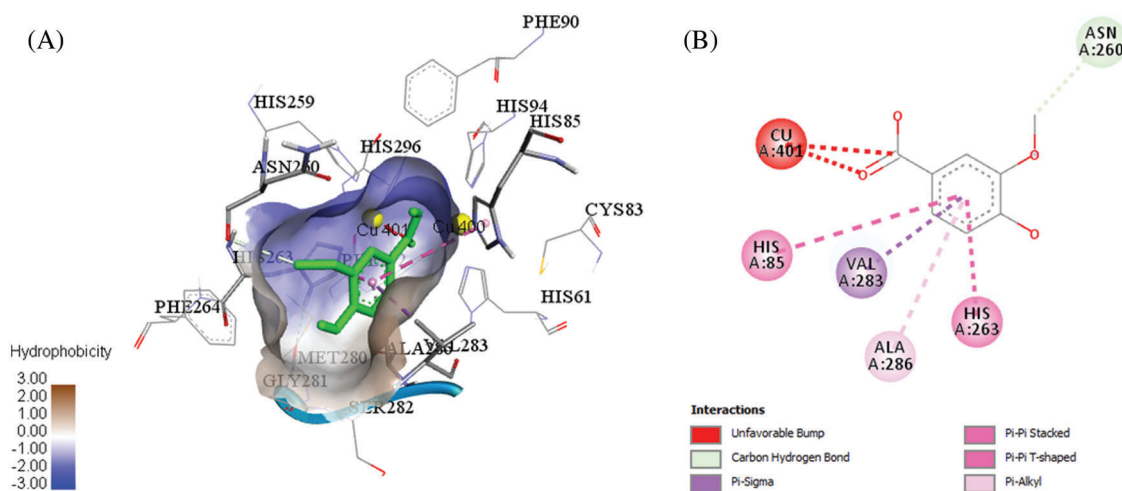 (A)
PHE90
HIS94
HIS85
HIS259
HIS296
ASN260
CYS83
Cu 401
Cu400
HIS263
HIS61
PHE264
MET280
VAL283
GLY281
SER282
Hydrophobicity
3.00
2.00
1.00
0.00
-1.00
-2.00
-3.00
(B)
ASN
A:260
CU
A:401
O
O
O
O
HIS
A:85
VAL
A:283
HIS
A:263
ALA
A:286
Interactions
Unfavorable Bump
Carbon Hydrogen Bond
Pi-Sigma
Pi-Pi Stacked
Pi-Pi T-shaped
Pi-Alkyl